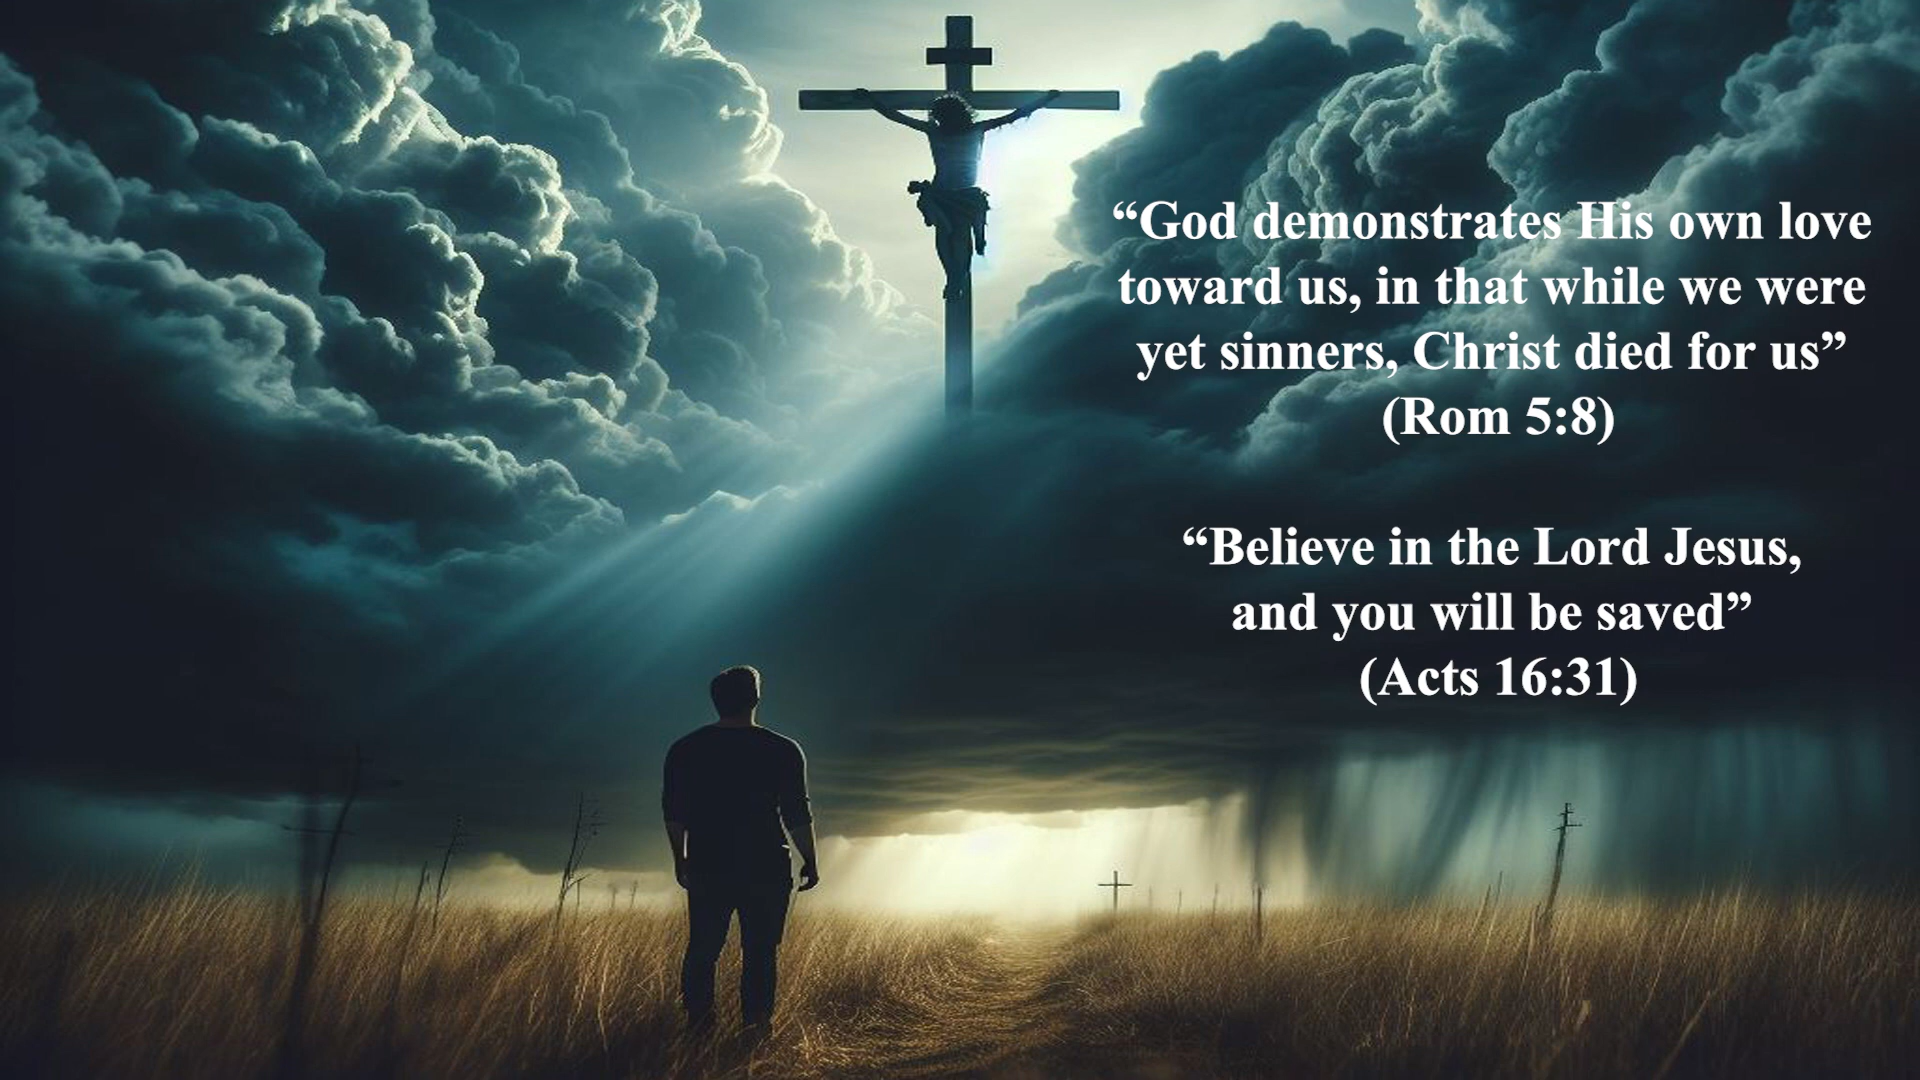 “God demonstrates His own love
toward us, in that while we were
yet sinners, Christ died for us”
(Rom 5:8)
“Believe in the Lord Jesus,
and you will be saved”
(Acts 16:31)